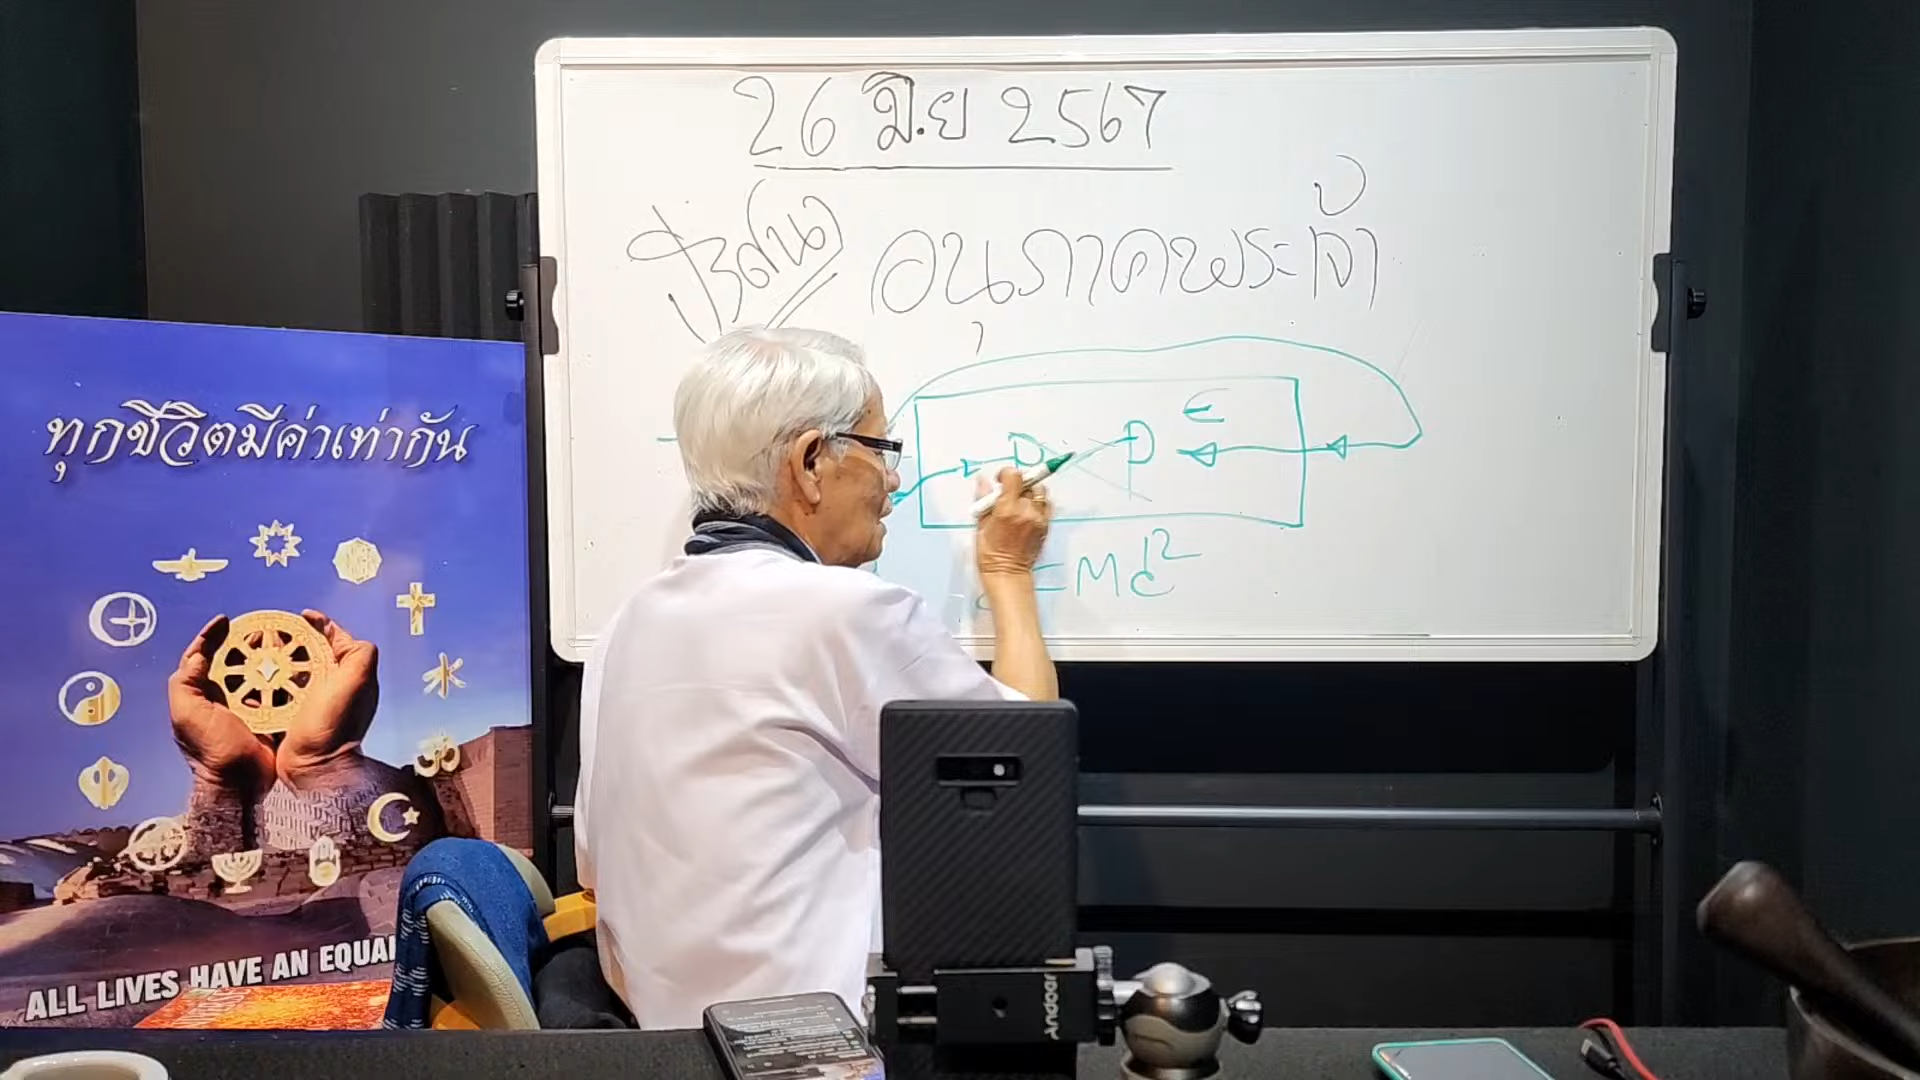 26 มิ.ย 2567
อนุภาคพระเจ้า
E
P P
=MC²
ทุกชีวิตมีค่าเท่ากัน
ALL LIVES HAVE AN EQUAL
Andoer